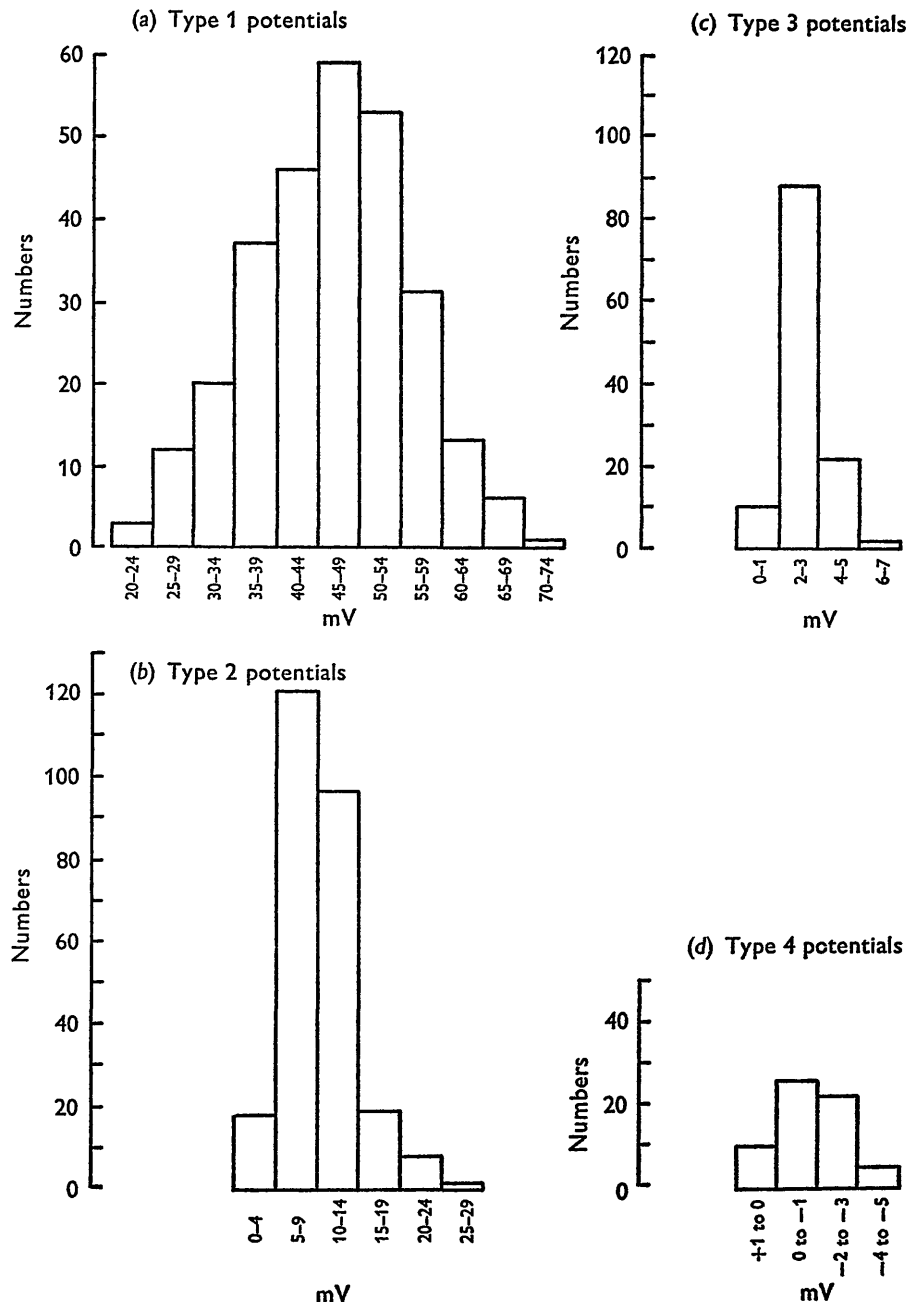 (a) Type 1 potentials
60
50
40
30
20
10
0
Numbers
20–24
25–29
30–34
35–39
40–44
45–49
50–54
55–59
60–64
65–69
70–74
mV
(c) Type 3 potentials
120
100
80
60
40
20
0
Numbers
0–1
2–3
4–5
6–7
mV
(b) Type 2 potentials
120
100
80
60
40
20
0
Numbers
0–4
5–9
10–14
15–19
20–24
25–29
mV
(d) Type 4 potentials
40
20
0
Numbers
+1 to 0
0 to −1
−2 to −3
−4 to −5
mV